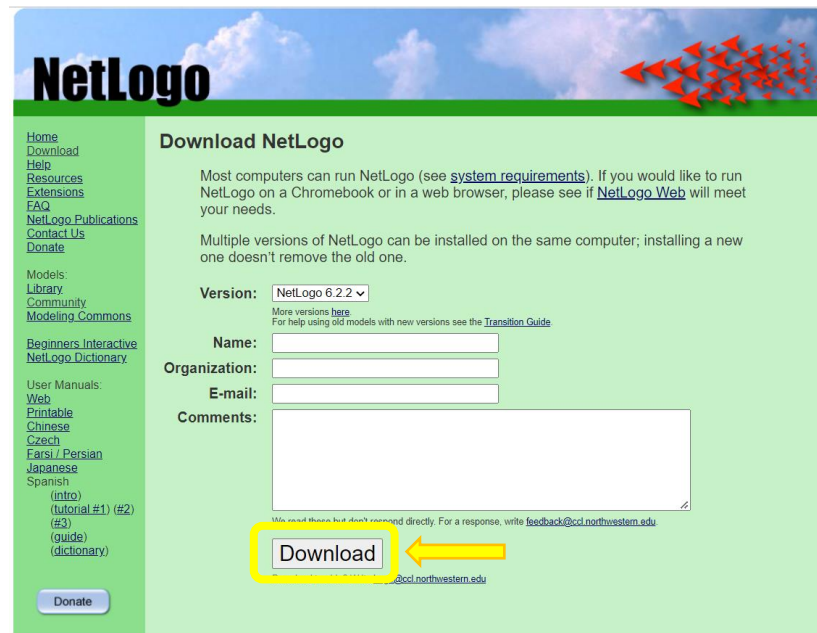 NetLogo
Home
Download
Help
Resources
Extensions
FAQ
NetLogo Publications
Contact Us
Donate
Models:
Library
Community
Modeling Commons
Beginners Interactive
NetLogo Dictionary
User Manuals:
Web
Printable
Chinese
Czech
Farsi / Persian
Japanese
Spanish
(intro)
(tutorial #1) (#2)
(#3)
(guide)
(dictionary)
Donate
Download NetLogo
Most computers can run NetLogo (see system requirements). If you would like to run
NetLogo on a Chromebook or in a web browser, please see if NetLogo Web will meet
your needs.
Multiple versions of NetLogo can be installed on the same computer; installing a new
one doesn't remove the old one.
Version: NetLogo 6.2.2
More versions here.
For help using old models with new versions see the Transition Guide.
Name:
Organization:
E-mail:
Comments:
We read these but don't respond directly. For a response, write feedback@ccl.northwestern.edu.
Download
@ccl.northwestern.edu